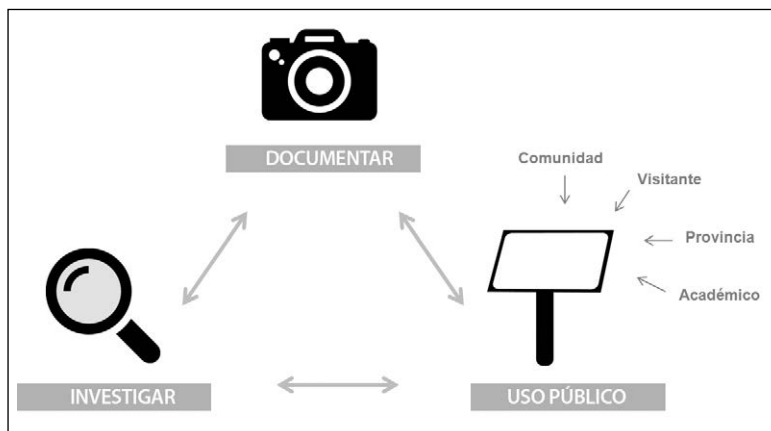 DOCUMENTAR
Comunidad
Visitante
Provincia
Académico
INVESTIGAR
USO PÚBLICO